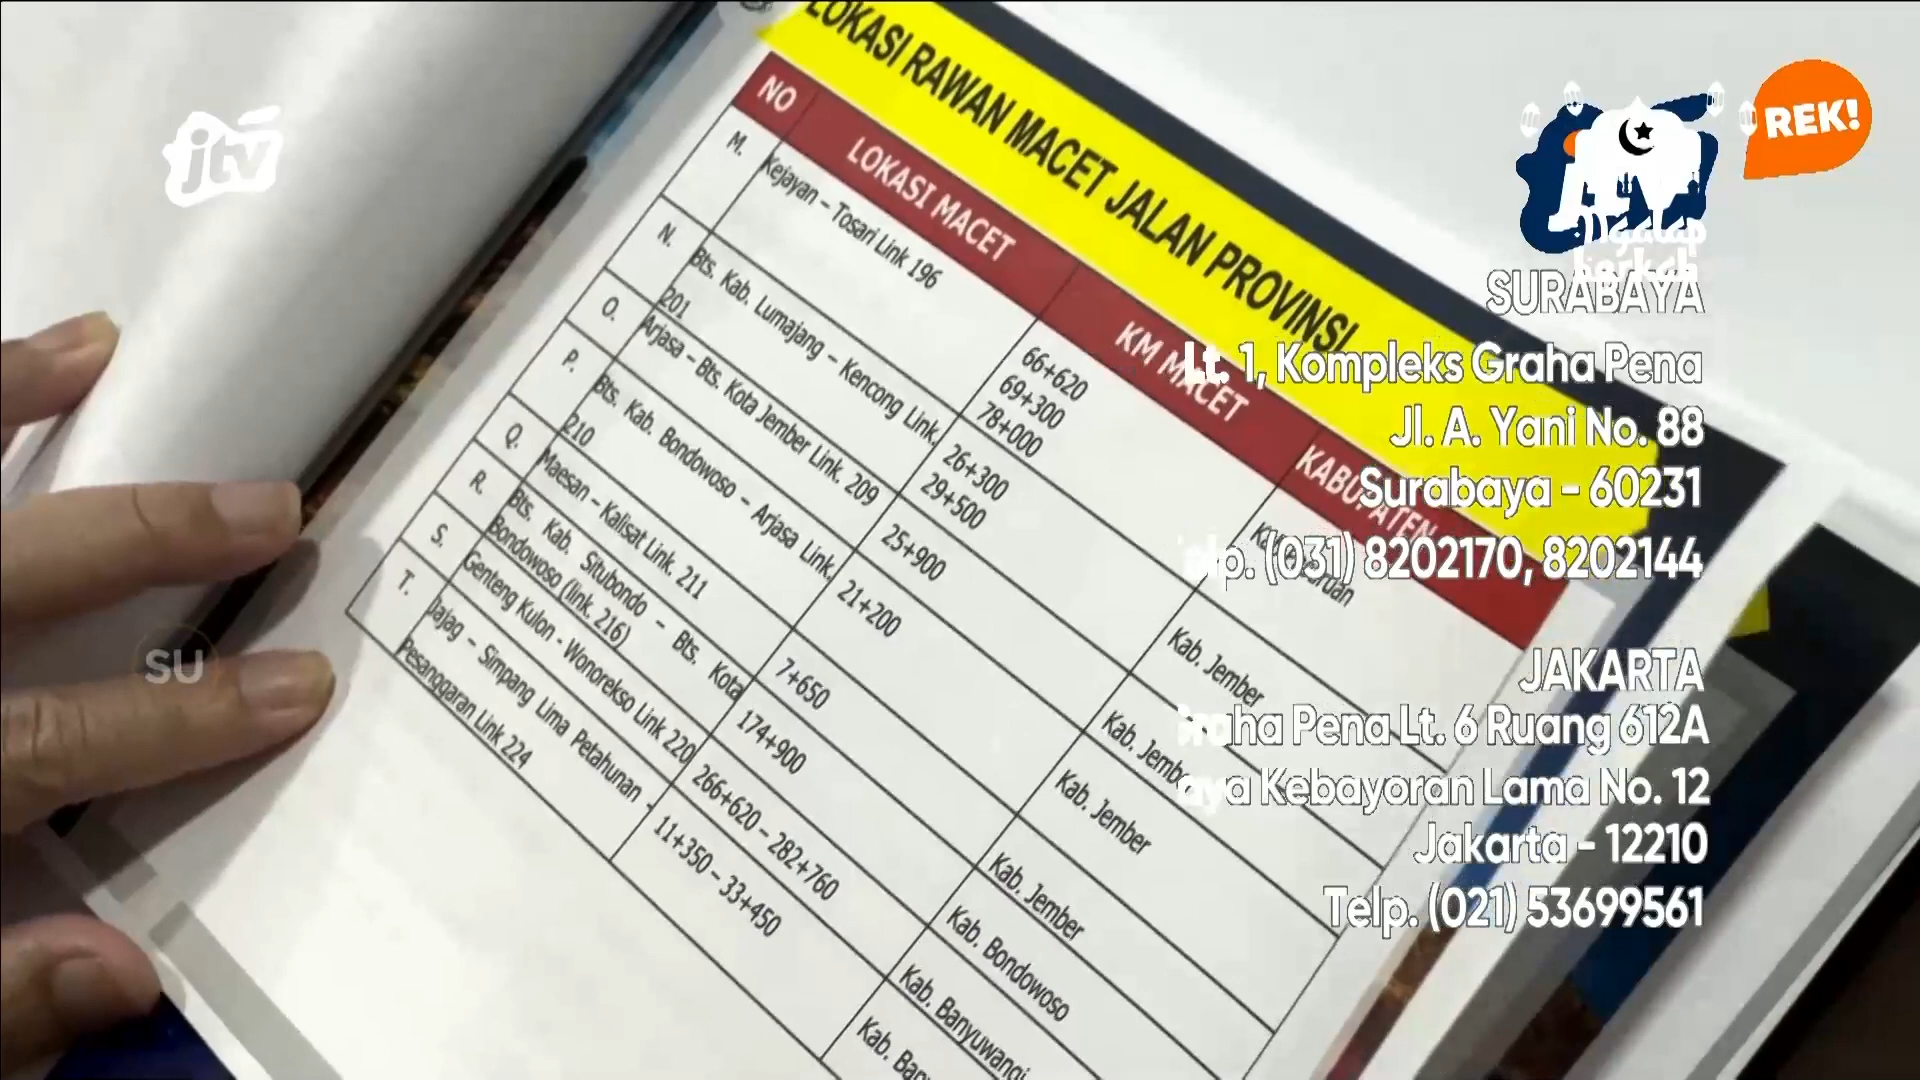 LOKASI RAWAN MACET JALAN PROVINSI
NO
LOKASI MACET
KM MACET
KABUPATEN
M.
Kejayan – Tosari Link 196
66+620
69+300
78+000
N.
Bts. Kab. Lumajang – Kencong Link.
201
26+300
29+500
Kab. Jember
O.
Arjasa – Bts. Kota Jember Link. 209
25+900
Kab. Jember
P.
Bts. Kab. Bondowoso – Arjasa Link.
210
21+200
Kab. Jember
Q.
Maesan – Kalisat Link. 211
7+650
Kab. Jember
R.
Bts. Kab. Situbondo – Bts. Kota
Bondowoso (link. 216)
174+900
Kab. Bondowoso
S.
Genteng Kulon - Wonorekso Link 220
266+620 – 282+760
Kab. Banyuwangi
T.
Jajag – Simpang Lima Petahunan -
Pesanggaran Link 224
11+350 – 33+450
Kab.
jtv
SU
REK!
JTV
Ngalap
berkah
SURABAYA
Lt. 1, Kompleks Graha Pena
Jl. A. Yani No. 88
Surabaya - 60231
(031) 8202170, 8202144
JAKARTA
Graha Pena Lt. 6 Ruang 612A
Kebayoran Lama No. 12
Jakarta - 12210
Telp. (021) 53699561